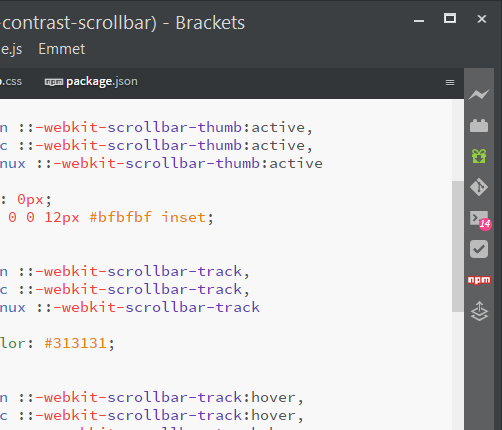 -contrast-scrollbar) - Brackets
e.js Emmet
.css npm package.json
n ::-webkit-scrollbar-thumb:active,
c ::-webkit-scrollbar-thumb:active,
nux ::-webkit-scrollbar-thumb:active
: 0px;
0 0 12px #bfbfbf inset;
14
n ::-webkit-scrollbar-track,
npm
c ::-webkit-scrollbar-track,
nux ::-webkit-scrollbar-track
lor: #313131;
n ::-webkit-scrollbar-track:hover,
c ::-webkit-scrollbar-track:hover,